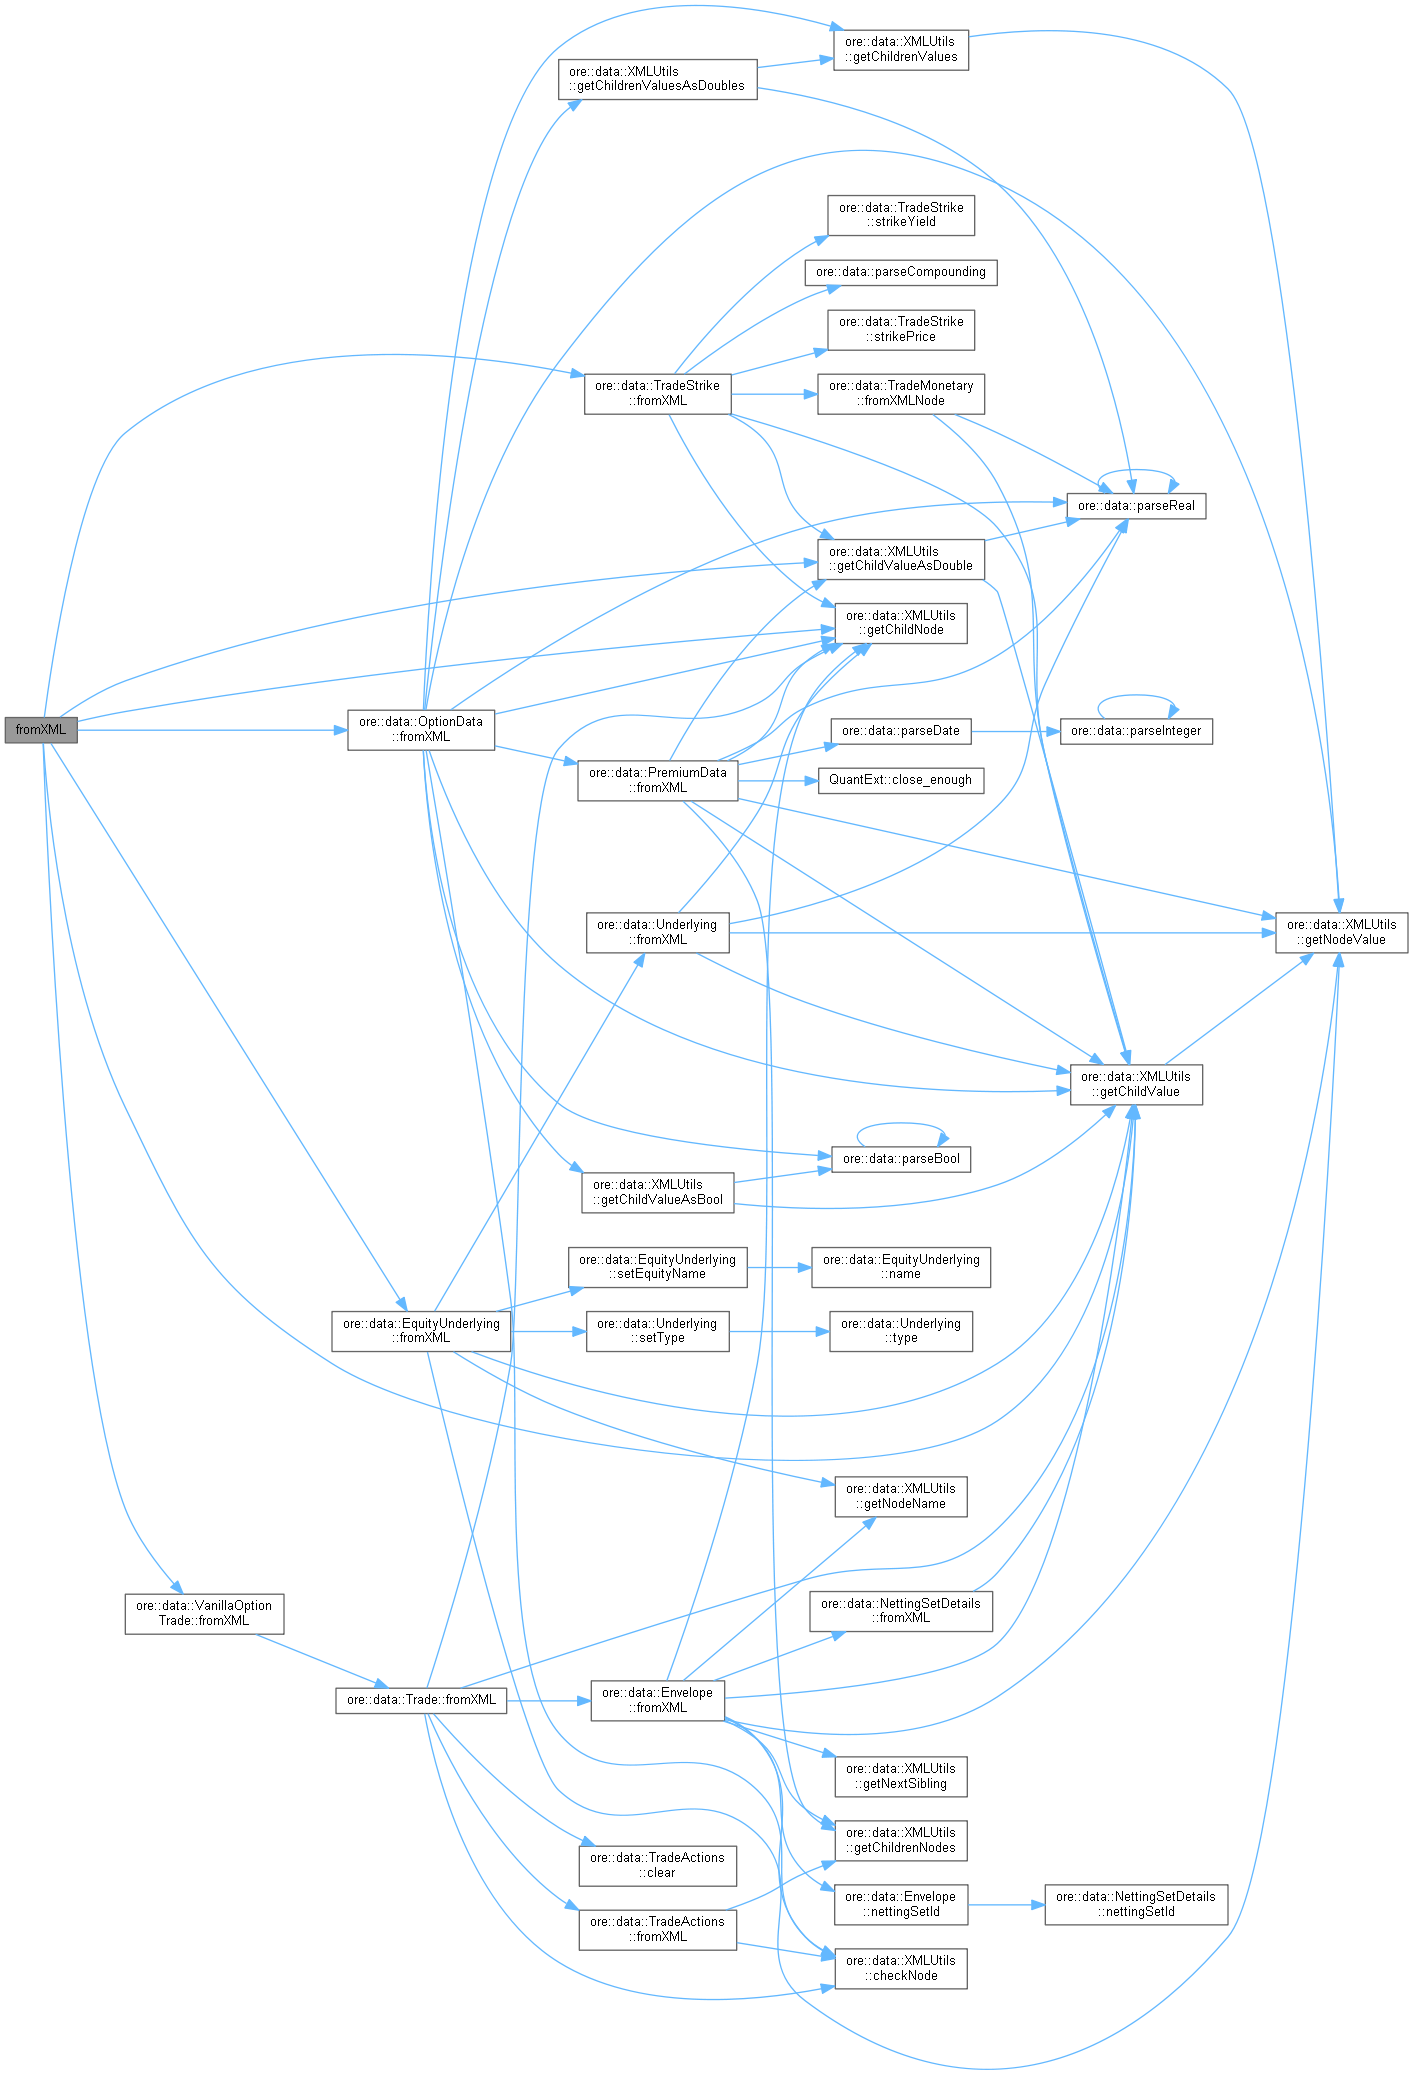 ore::data::XMLUtils
::getChildrenValues
ore::data::XMLUtils
::getChildrenValuesAsDoubles
ore::data::TradeStrike
::strikeYield
ore::data::parseCompounding
ore::data::TradeStrike
::strikePrice
ore::data::TradeStrike
::fromXML
ore::data::TradeMonetary
::fromXMLNode
ore::data::parseReal
ore::data::XMLUtils
::getChildValueAsDouble
ore::data::XMLUtils
::getChildNode
fromXML
ore::data::OptionData
::fromXML
ore::data::parseDate
ore::data::parseInteger
ore::data::PremiumData
::fromXML
QuantExt::close_enough
ore::data::Underlying
::fromXML
ore::data::XMLUtils
::getNodeValue
ore::data::XMLUtils
::getChildValue
ore::data::parseBool
ore::data::XMLUtils
::getChildValueAsBool
ore::data::EquityUnderlying
::setEquityName
ore::data::EquityUnderlying
::name
ore::data::EquityUnderlying
::fromXML
ore::data::Underlying
::setType
ore::data::Underlying
::type
ore::data::XMLUtils
::getNodeName
ore::data::VanillaOption
Trade::fromXML
ore::data::NettingSetDetails
::fromXML
ore::data::Trade::fromXML
ore::data::Envelope
::fromXML
ore::data::XMLUtils
::getNextSibling
ore::data::XMLUtils
::getChildrenNodes
ore::data::TradeActions
::clear
ore::data::Envelope
::nettingSetId
ore::data::NettingSetDetails
::nettingSetId
ore::data::TradeActions
::fromXML
ore::data::XMLUtils
::checkNode